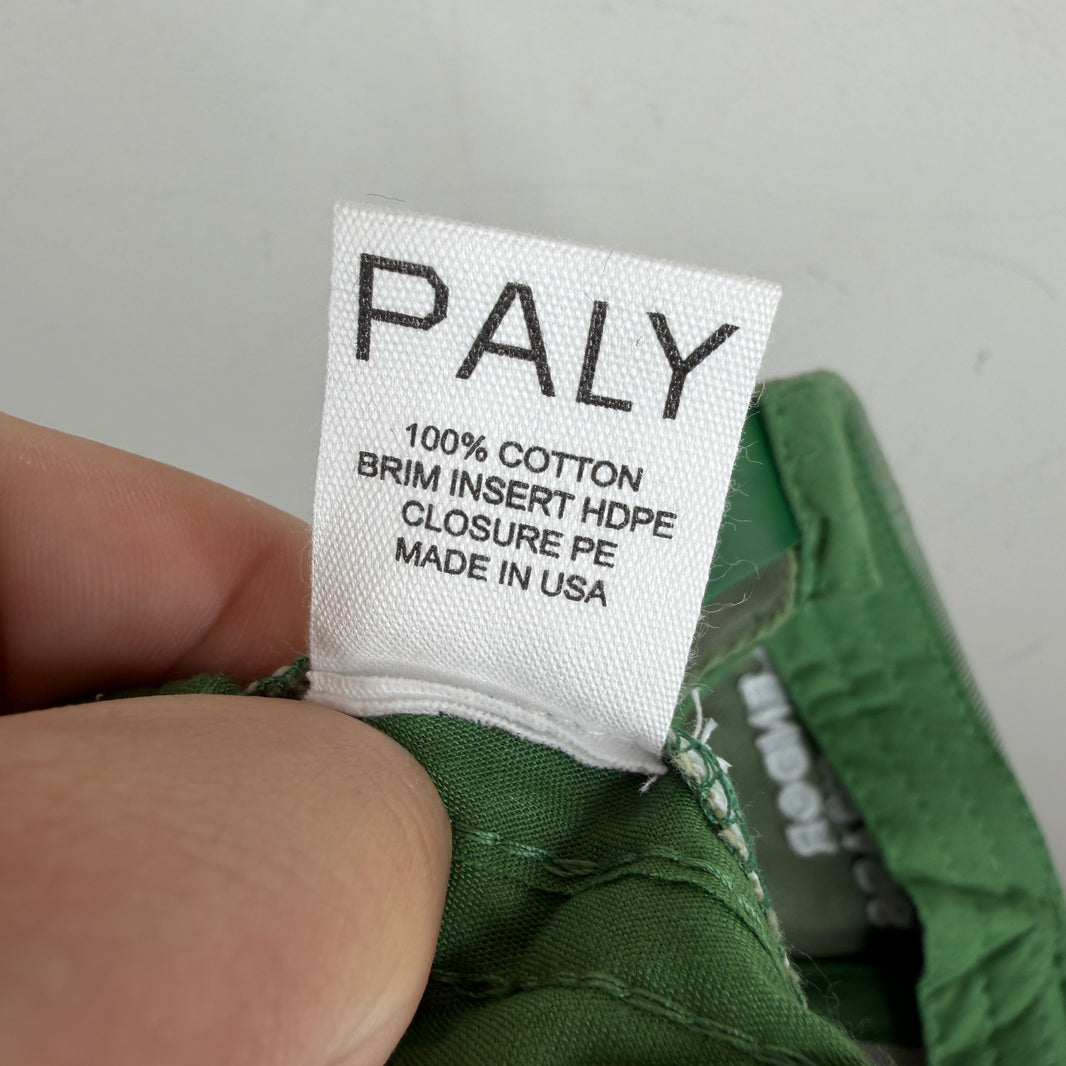 PALY
100% COTTON
BRIM INSERT HDPE
CLOSURE PE
MADE IN USA